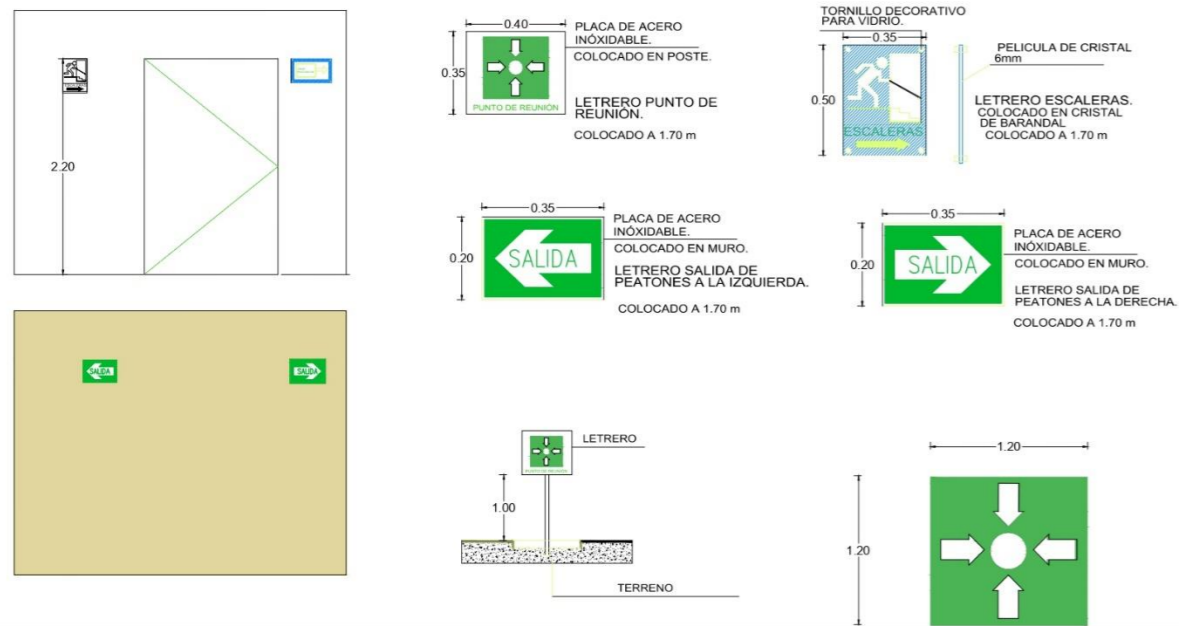 2.20
0.40
0.35
PUNTO DE REUNIÓN
PLACA DE ACERO
INÓXIDABLE.
COLOCADO EN POSTE.
LETRERO PUNTO DE
REUNIÓN.
COLOCADO A 1.70 m
TORNILLO DECORATIVO
PARA VIDRIO.
0.35
0.50
ESCALERAS
PELICULA DE CRISTAL
6mm
LETRERO ESCALERAS.
COLOCADO EN CRISTAL
DE BARANDAL
COLOCADO A 1.70 m
0.35
0.20
SALIDA
PLACA DE ACERO
INÓXIDABLE.
COLOCADO EN MURO.
LETRERO SALIDA DE
PEATONES A LA IZQUIERDA.
COLOCADO A 1.70 m
0.35
0.20
SALIDA
PLACA DE ACERO
INÓXIDABLE.
COLOCADO EN MURO.
LETRERO SALIDA DE
PEATONES A LA DERECHA.
COLOCADO A 1.70 m
SALIDA
SALIDA
LETRERO
PUNTO DE REUNIÓN
1.00
TERRENO
1.20
1.20